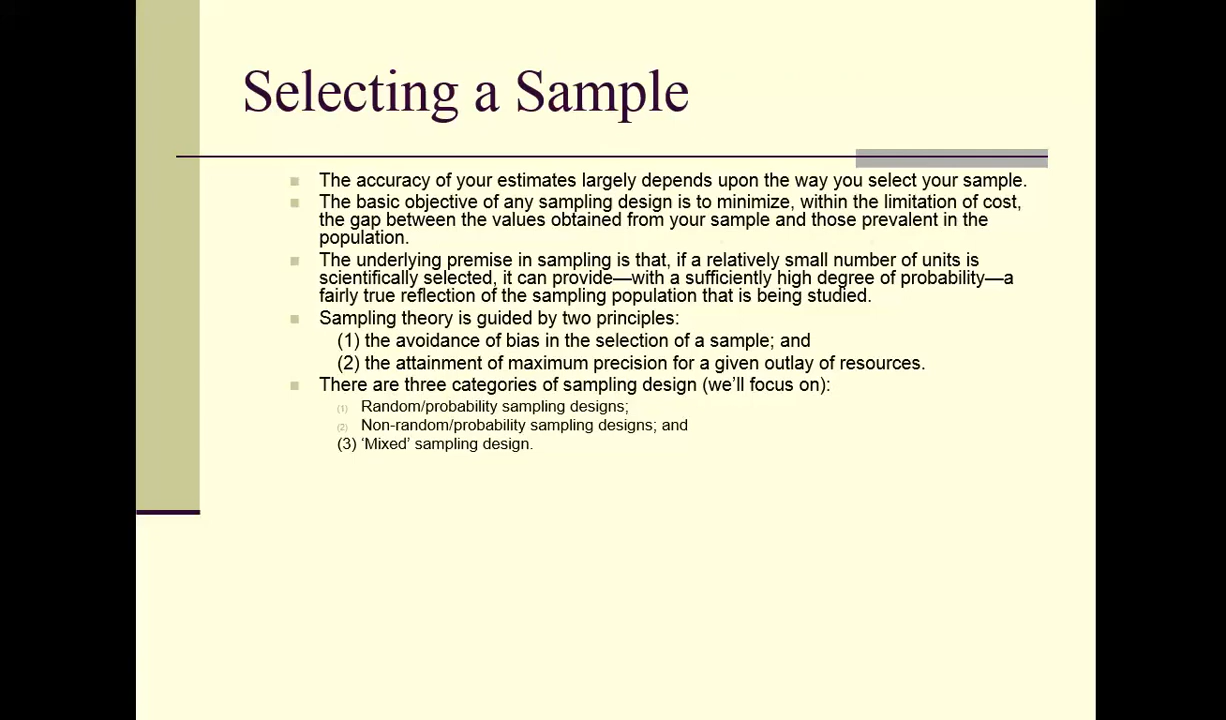 Selecting a Sample
The accuracy of your estimates largely depends upon the way you select your sample.
The basic objective of any sampling design is to minimize, within the limitation of cost,
the gap between the values obtained from your sample and those prevalent in the
population.
The underlying premise in sampling is that, if a relatively small number of units is
scientifically selected, it can provide—with a sufficiently high degree of probability—a
fairly true reflection of the sampling population that is being studied.
Sampling theory is guided by two principles:
(1) the avoidance of bias in the selection of a sample; and
(2) the attainment of maximum precision for a given outlay of resources.
There are three categories of sampling design (we’ll focus on):
(1) Random/probability sampling designs;
(2) Non-random/probability sampling designs; and
(3) ‘Mixed’ sampling design.